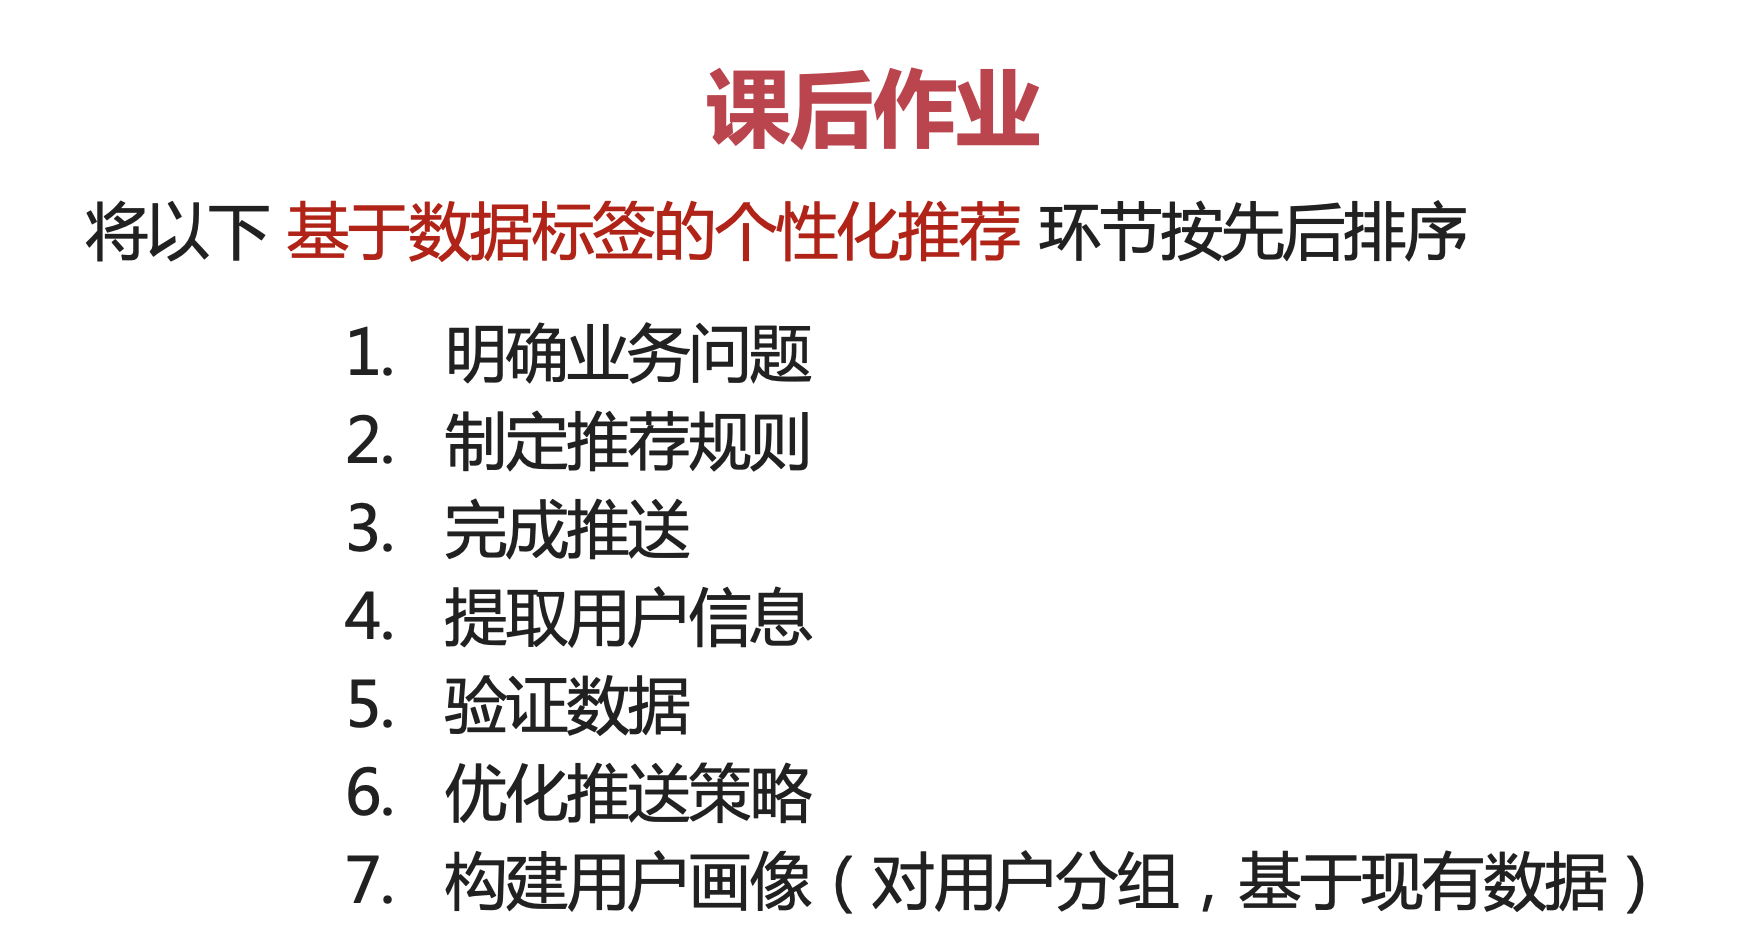 课后作业
将以下 基于数据标签的个性化推荐 环节按先后排序
1. 明确业务问题
2. 制定推荐规则
3. 完成推送
4. 提取用户信息
5. 验证数据
6. 优化推送策略
7. 构建用户画像（对用户分组，基于现有数据）